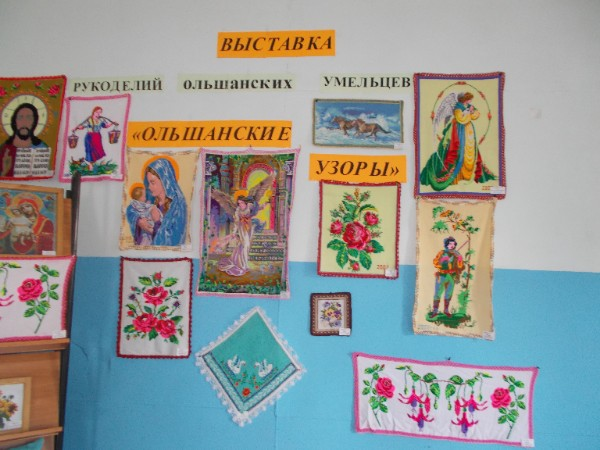 ВЫСТАВКА
РУКОДЕЛИЙ ОЛЬШАНСКИХ УМЕЛЬЦЕВ
«ОЛЬШАНСКИЕ
УЗОРЫ»